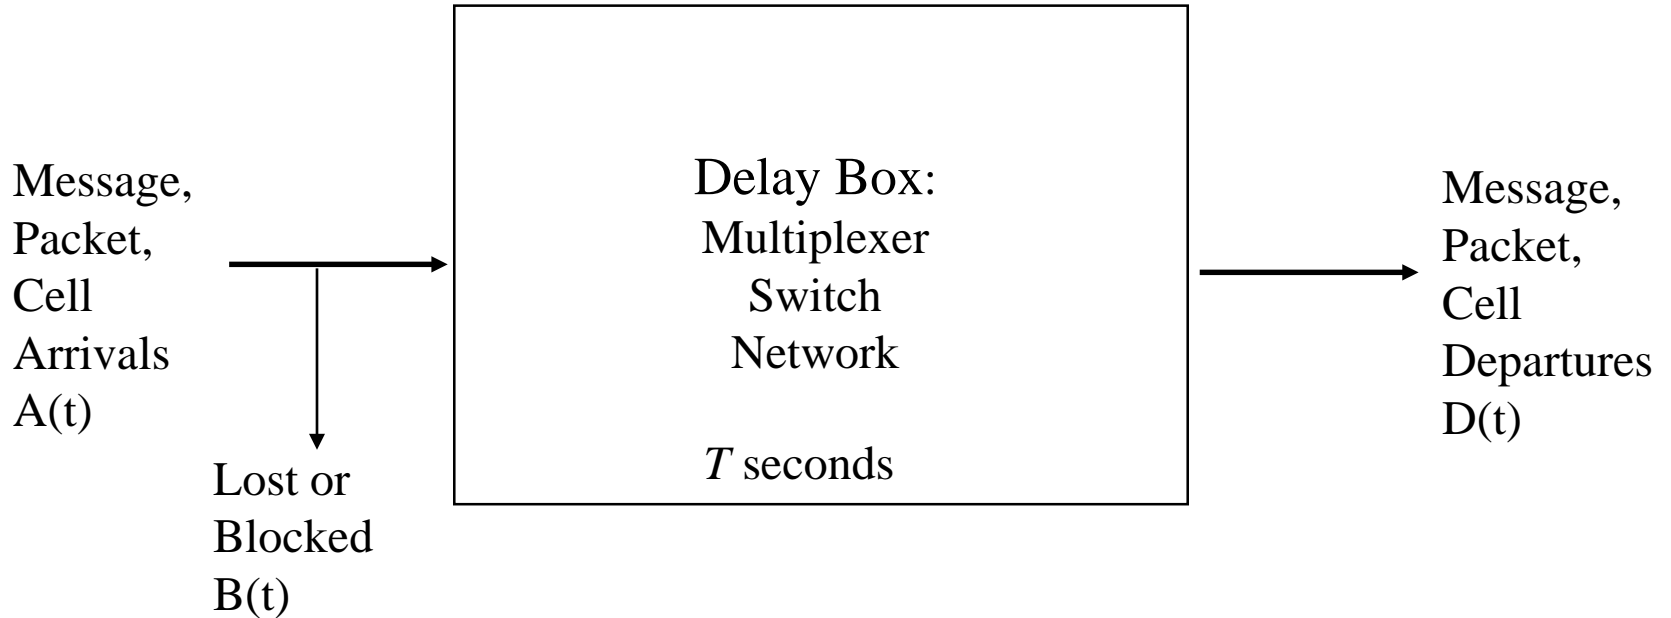 Message,
Packet,
Cell
Arrivals
A(t)
Lost or
Blocked
B(t)
Delay Box:
Multiplexer
Switch
Network
T seconds
Message,
Packet,
Cell
Departures
D(t)